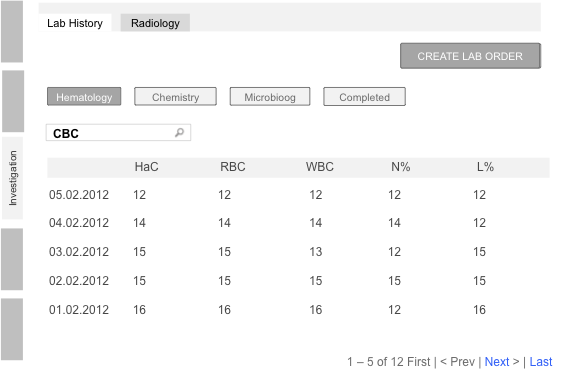 Lab History Radiology
CREATE LAB ORDER
Hematology Chemistry Microbioog Completed
CBC
Investigation
HaC RBC WBC N% L%
05.02.2012 12 12 12 12 12
04.02.2012 14 14 14 14 12
03.02.2012 15 15 13 12 15
02.02.2012 15 15 15 15 15
01.02.2012 16 16 16 12 16
1 – 5 of 12 First | < Prev | Next > | Last